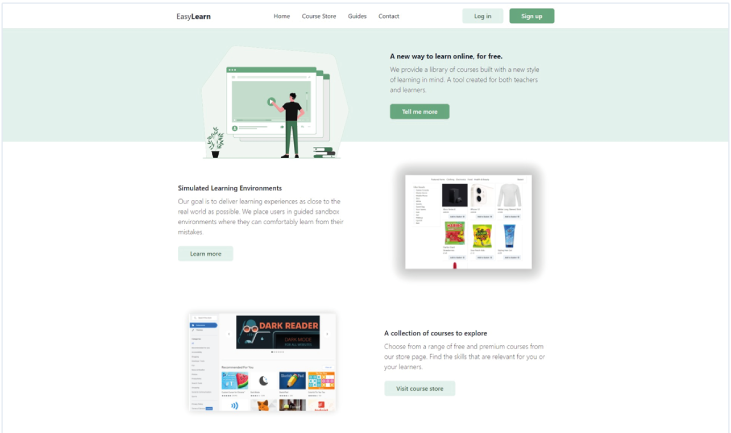 EasyLearn
Home Course Store Guides Contact
Log in Sign up
A new way to learn online, for free.
We provide a library of courses built with a new style
of learning in mind. A tool created for both teachers
and learners.
Tell me more
Simulated Learning Environments
Our goal is to deliver learning experiences as close to the
real world as possible. We place users in guided sandbox
environments where they can comfortably learn from their
mistakes.
Learn more
DARK READER
DARK MODE
Recommended For You
A collection of courses to explore
Choose from a range of free and premium courses from
our store page. Find the skills that are relevant for you or
your learners.
Visit course store